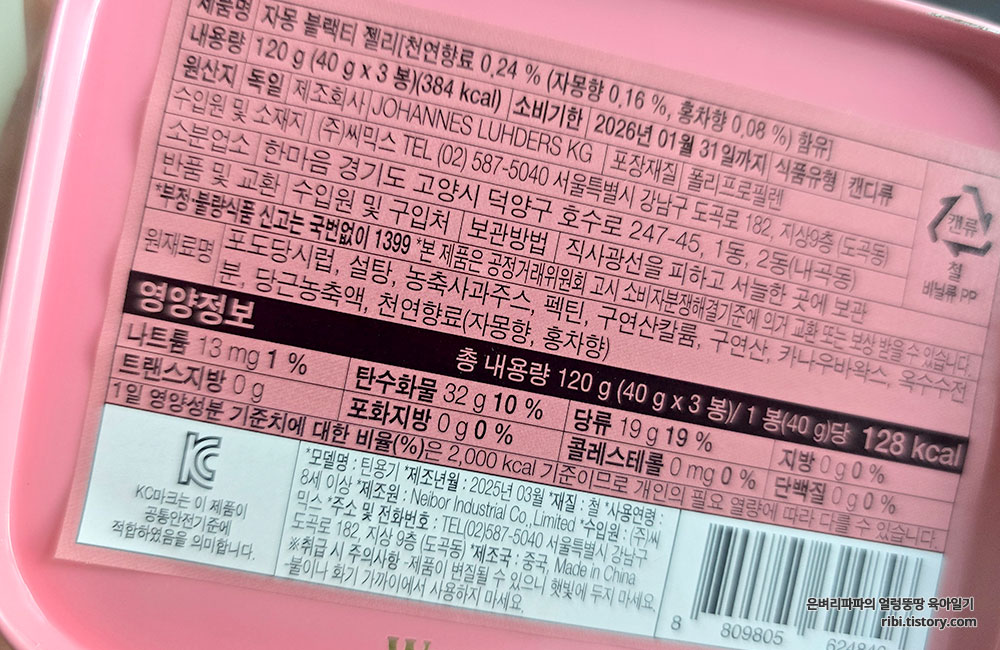 제품명 자몽 블랙티 젤리[천연향료 0.24 % (자몽향 0.16 %, 홍차향 0.08 %) 함유]
내용량 120 g (40 g x 3 봉)(384 kcal) 소비기한 2026년 01월 31일까지 식품유형 캔디류
원산지 독일 제조회사 JOHANNES LUHDERS KG 포장재질 폴리프로필렌
수입원 및 소재지 (주)씨믹스 TEL (02) 587-5040 서울특별시 강남구 도곡로 182, 지상9층 (도곡동)
소분업소 한마음 경기도 고양시 덕양구 호수로 247-45, 1동, 2동(내곡동)
반품 및 교환 수입원 및 구입처 보관방법 직사광선을 피하고 서늘한 곳에 보관
*부정·불량식품 신고는 국번없이 1399 *본 제품은 공정거래위원회 고시 소비자분쟁해결기준에 의거 교환 또는 보상 받을 수 있습니다.
원재료명 포도당시럽, 설탕, 농축사과주스, 펙틴, 구연산칼륨, 구연산, 카나우바왁스, 옥수수전
분, 당근농축액, 천연향료(자몽향, 홍차향)
캔류
철
비닐류 PP
영양정보 총 내용량 120 g (40 g x 3 봉)/ 1 봉(40 g)당 128 kcal
나트륨 13 mg 1 % 탄수화물 32 g 10 % 당류 19 g 19 % 지방 0 g 0 %
트랜스지방 0 g 포화지방 0 g 0 % 콜레스테롤 0 mg 0 % 단백질 0 g 0 %
1일 영양성분 기준치에 대한 비율(%)은 2,000 kcal 기준이므로 개인의 필요 열량에 따라 다를 수 있습니다.
KC마크는 이 제품이
공통안전기준에
적합하였음을 의미합니다.
*모델명 : 틴용기 *제조년월 : 2025년 03월 *재질 : 철 *사용연령 :
8세 이상 *제조원 : Neibor Industrial Co.,Limited *수입원 : (주)씨
믹스 *주소 및 전화번호 : TEL(02)587-5040 서울특별시 강남구
도곡로 182, 지상 9층 (도곡동) *제조국 : 중국, Made in China
※취급 시 주의사항 -제품이 변질될 수 있으니 햇빛에 두지 마세요.
-불이나 화기 가까이에서 사용하지 마세요.
8 809805 624840
은벼리파파의 얼렁뚱땅 육아일기
ribi.tistory.com